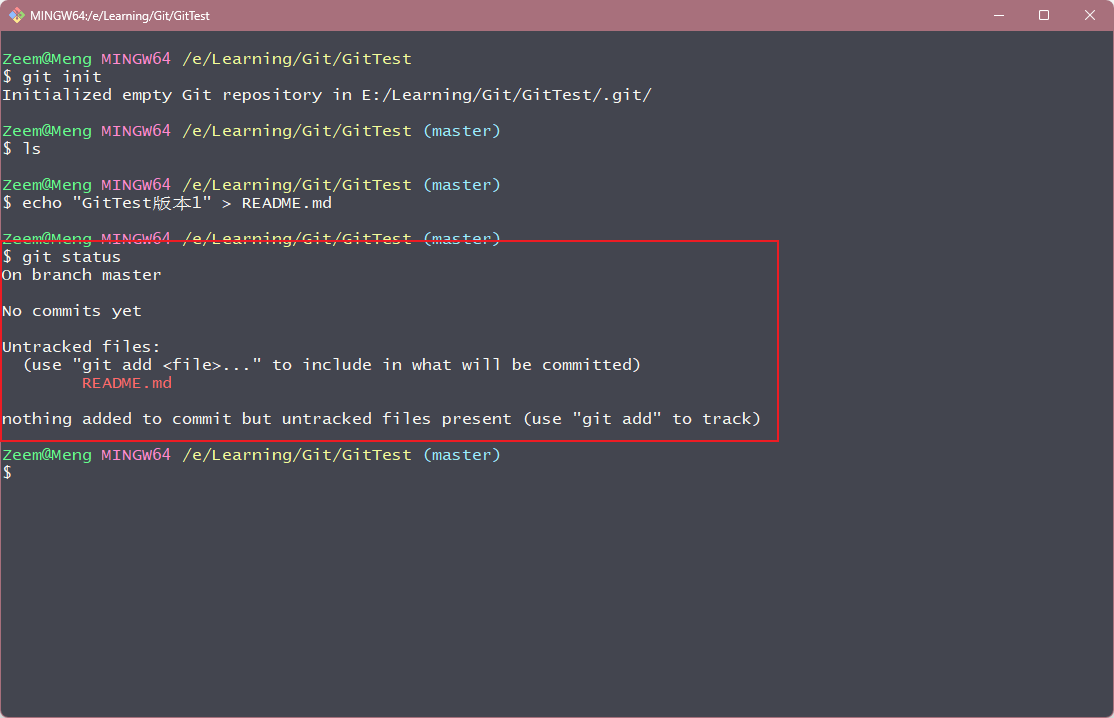 MINGW64:/e/Learning/Git/GitTest
Zeem@Meng MINGW64 /e/Learning/Git/GitTest
$ git init
Initialized empty Git repository in E:/Learning/Git/GitTest/.git/
Zeem@Meng MINGW64 /e/Learning/Git/GitTest (master)
$ ls
Zeem@Meng MINGW64 /e/Learning/Git/GitTest (master)
$ echo "GitTest版本1" > README.md
Zeem@Meng MINGW64 /e/Learning/Git/GitTest (master)
$ git status
On branch master
No commits yet
Untracked files:
(use "git add <file>..." to include in what will be committed)
README.md
nothing added to commit but untracked files present (use "git add" to track)
Zeem@Meng MINGW64 /e/Learning/Git/GitTest (master)
$